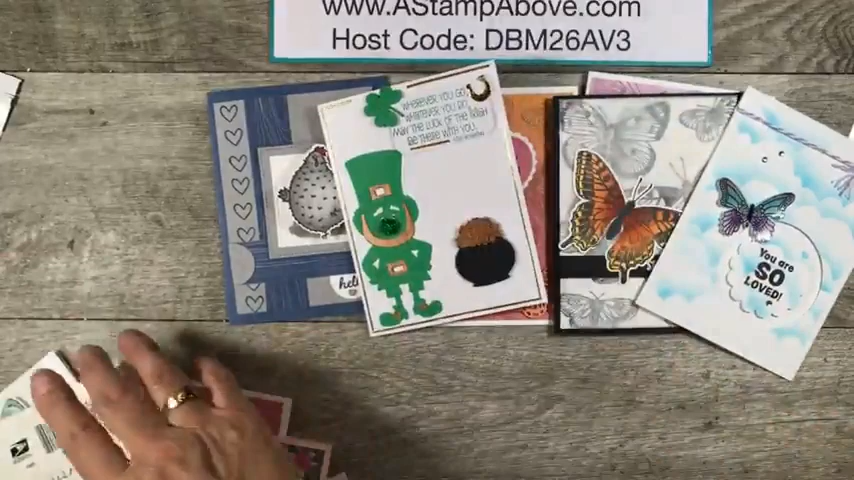 www.AStampAbove.com
Host Code: DBM26AV3
WHEREVER YOU GO,
WHATEVER YOU DO,
MAY THE LUCK OF THE IRISH
BE THERE WITH YOU.
You are
SO
LOVED!
hel